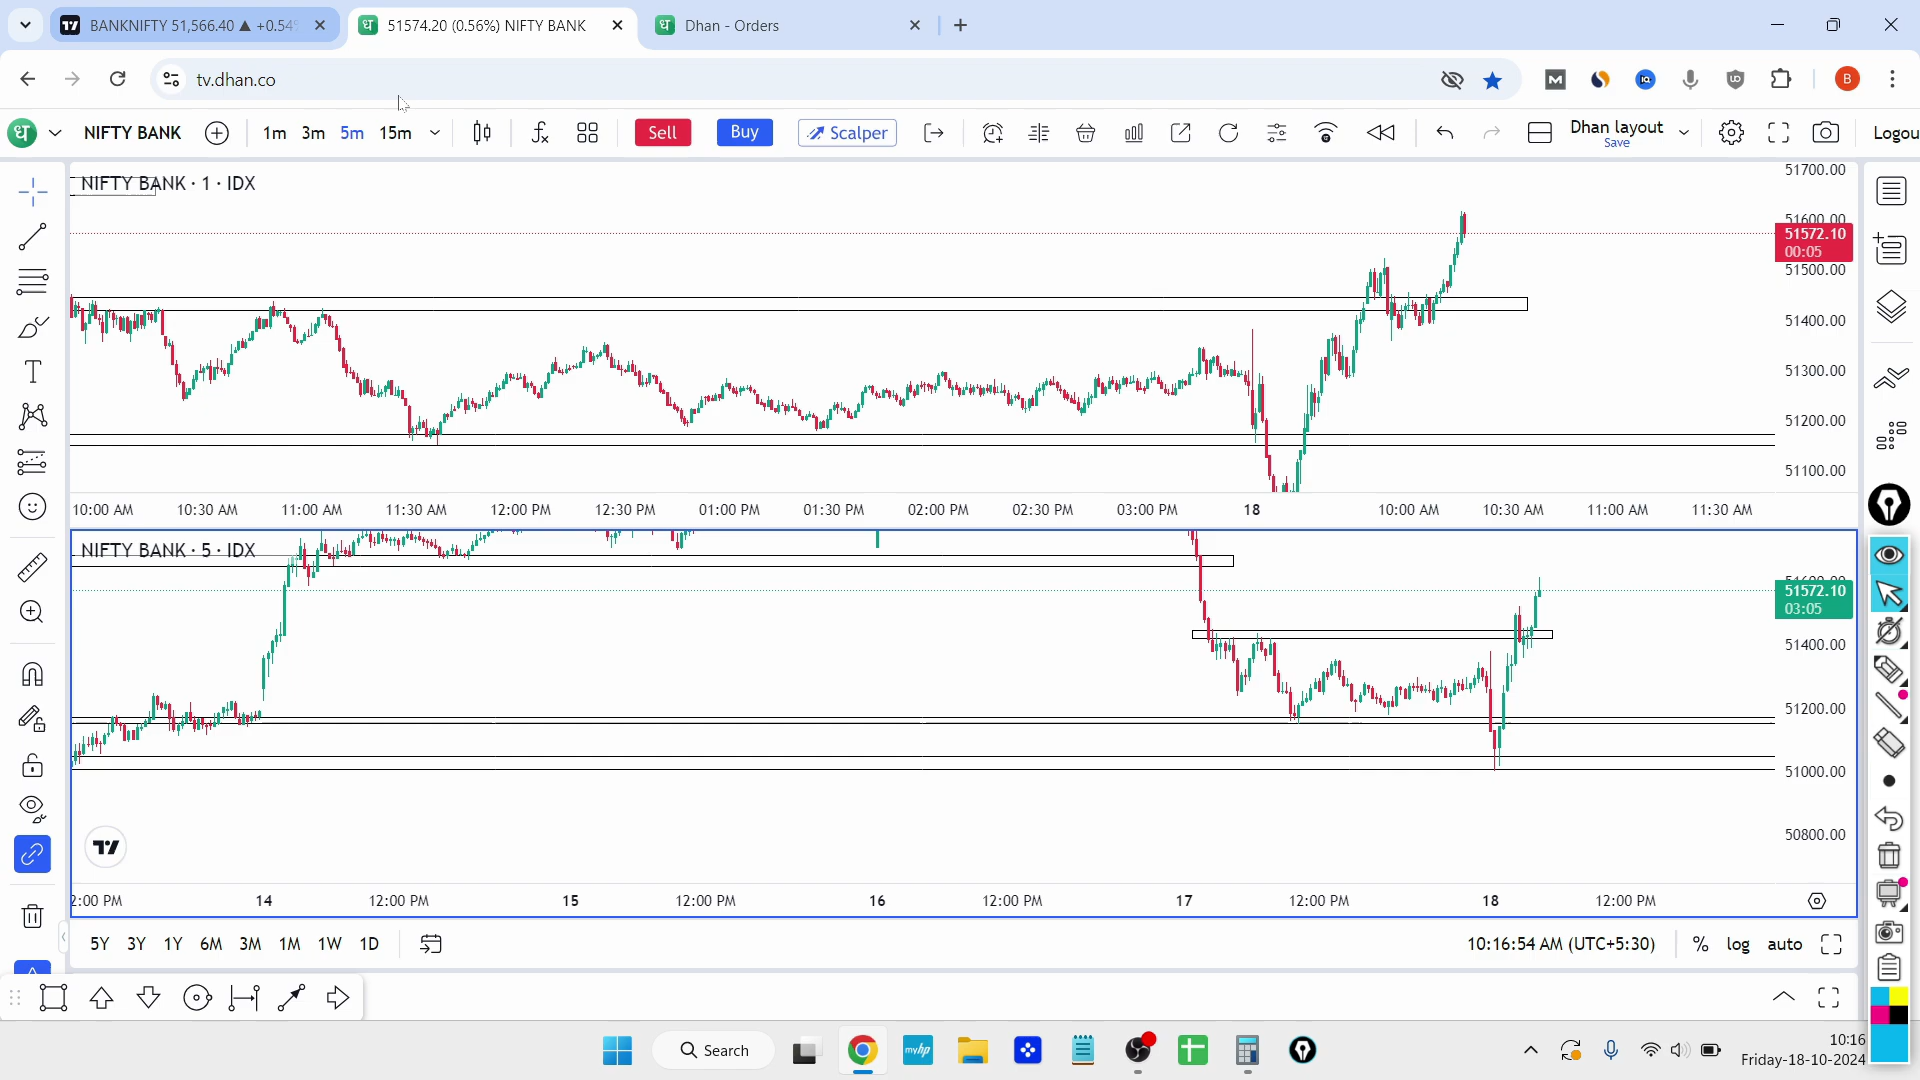 BANKNIFTY 51,566.40 ▲ +0.54%
51574.20 (0.56%) NIFTY BANK
Dhan - Orders
tv.dhan.co
NIFTY BANK
1m 3m 5m 15m
Sell
Buy
Scalper
Dhan layout
Save
Logou
NIFTY BANK · 1 · IDX
51700.00
51600.00
51572.10
00:05
51500.00
51400.00
51300.00
51200.00
51100.00
10:00 AM 10:30 AM 11:00 AM 11:30 AM 12:00 PM 12:30 PM 01:00 PM 01:30 PM 02:00 PM 02:30 PM 03:00 PM 18 10:00 AM 10:30 AM 11:00 AM 11:30 AM
NIFTY BANK · 5 · IDX
51600.00
51572.10
03:05
51400.00
51200.00
51000.00
50800.00
2:00 PM 14 12:00 PM 15 12:00 PM 16 12:00 PM 17 12:00 PM 18 12:00 PM
5Y 3Y 1Y 6M 3M 1M 1W 1D
10:16:54 AM (UTC+5:30)
% log auto
Search
myhp
10:16
Friday-18-10-2024